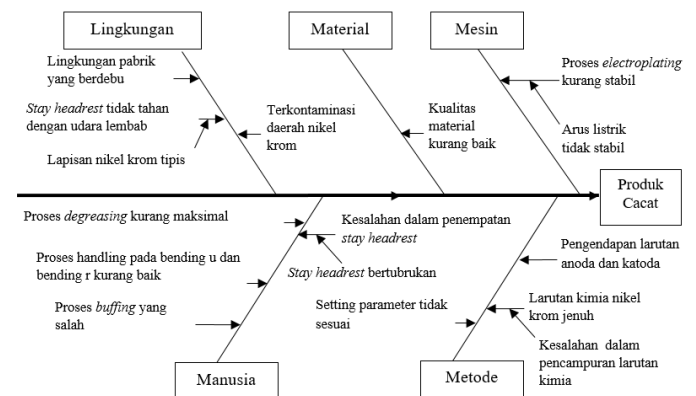 Lingkungan
Material
Mesin
Lingkungan pabrik
yang berdebu
Stay headrest tidak tahan
dengan udara lembab
Lapisan nikel krom tipis
Terkontaminasi
daerah nikel
krom
Kualitas
material
kurang baik
Proses electroplating
kurang stabil
Arus listrik
tidak stabil
Produk
Cacat
Proses degreasing kurang maksimal
Proses handling pada bending u dan
bending r kurang baik
Proses buffing yang
salah
Kesalahan dalam penempatan
stay headrest
Stay headrest bertubrukan
Setting parameter tidak
sesuai
Pengendapan larutan
anoda dan katoda
Larutan kimia nikel
krom jenuh
Kesalahan dalam
pencampuran larutan
kimia
Manusia
Metode